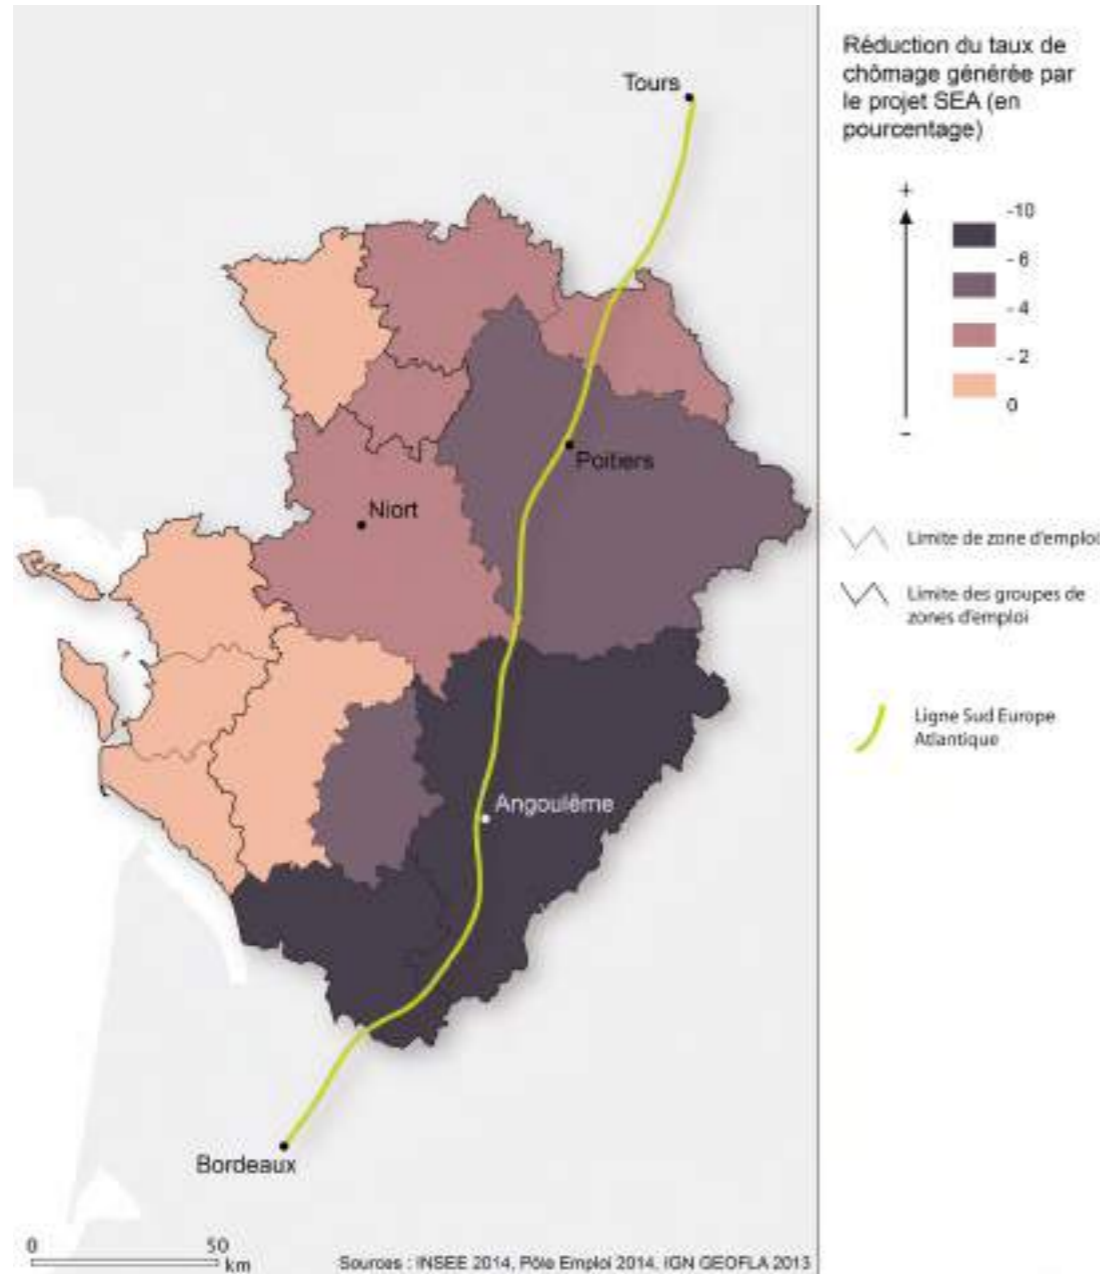 Tours
Poitiers
Niort
Angoulême
Bordeaux
0 50
km
Sources : INSEE 2014, Pôle Emploi 2014, IGN GEOFLA 2013
Réduction du taux de
chômage générée par
le projet SEA (en
pourcentage)
+
-10
- 6
- 4
- 2
0
-
Limite de zone d'emploi
Limite des groupes de
zones d'emploi
Ligne Sud Europe
Atlantique